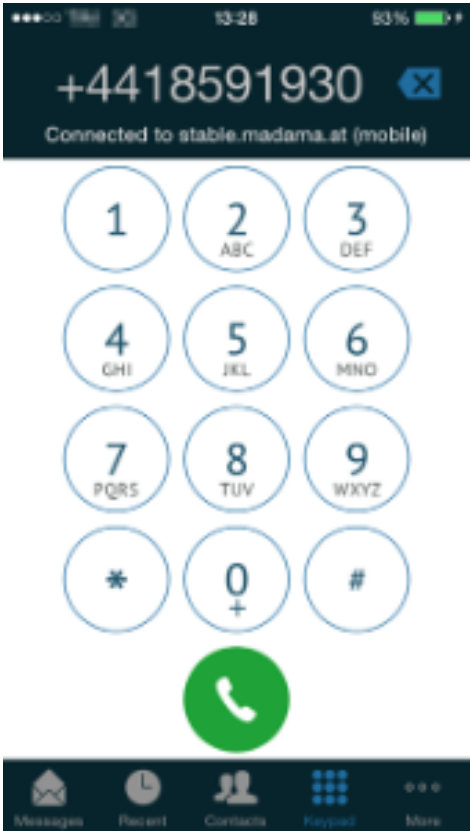 13:28 93%
+4418591930
Connected to stable.madama.at (mobile)
1 2 3
ABC DEF
4 5 6
GHI JKL MNO
7 8 9
PQRS TUV WXYZ
* 0 #
+
Messages Recent Contacts Keypad More